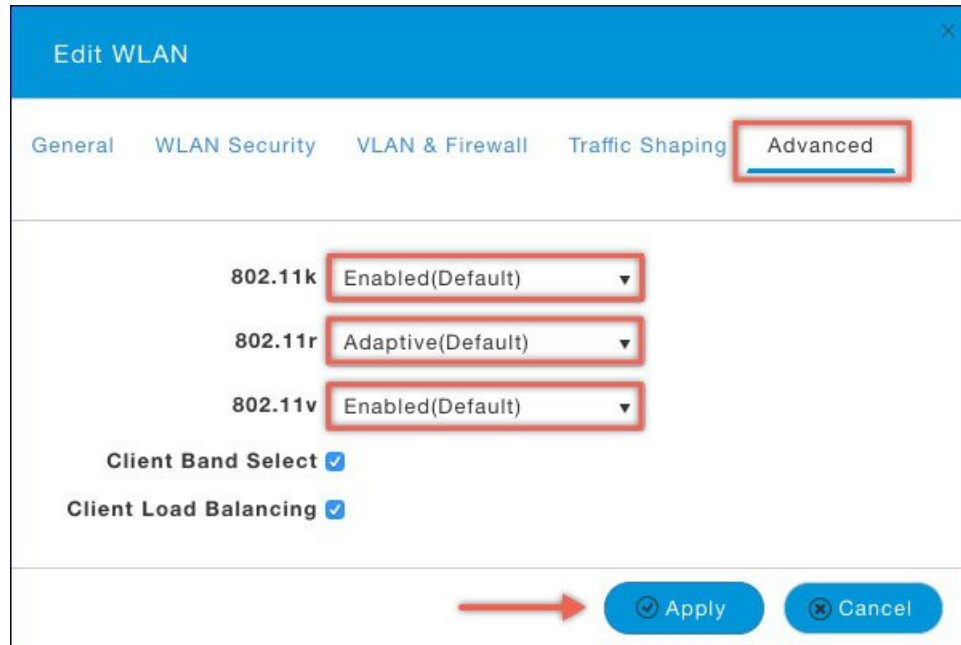 Edit WLAN
General WLAN Security VLAN & Firewall Traffic Shaping Advanced
802.11k Enabled(Default)
802.11r Adaptive(Default)
802.11v Enabled(Default)
Client Band Select
Client Load Balancing
Apply Cancel